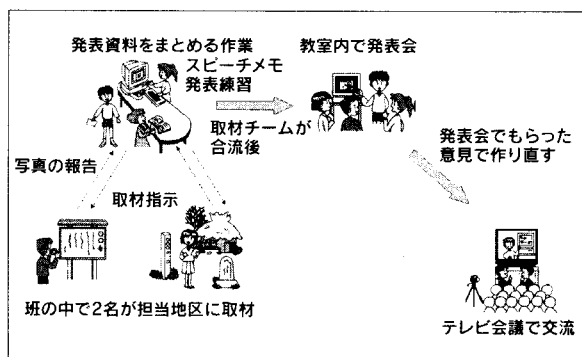 発表資料をまとめる作業
スピーチメモ
発表練習
教室内で発表会
取材チームが
合流後
発表会でもらった
意見で作り直す
写真の報告
取材指示
班の中で2名が担当地区に取材
テレビ会議で交流